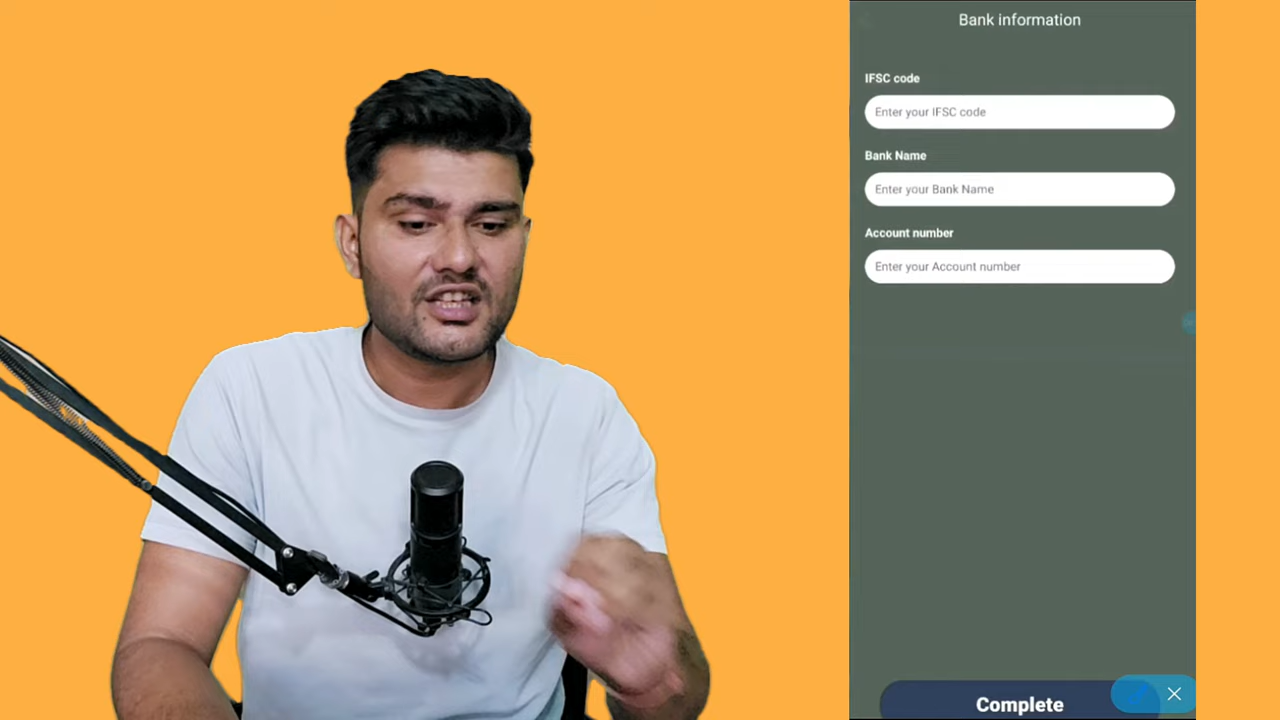 Bank information
IFSC code
Enter your IFSC code
Bank Name
Enter your Bank Name
Account number
Enter your Account number
Complete